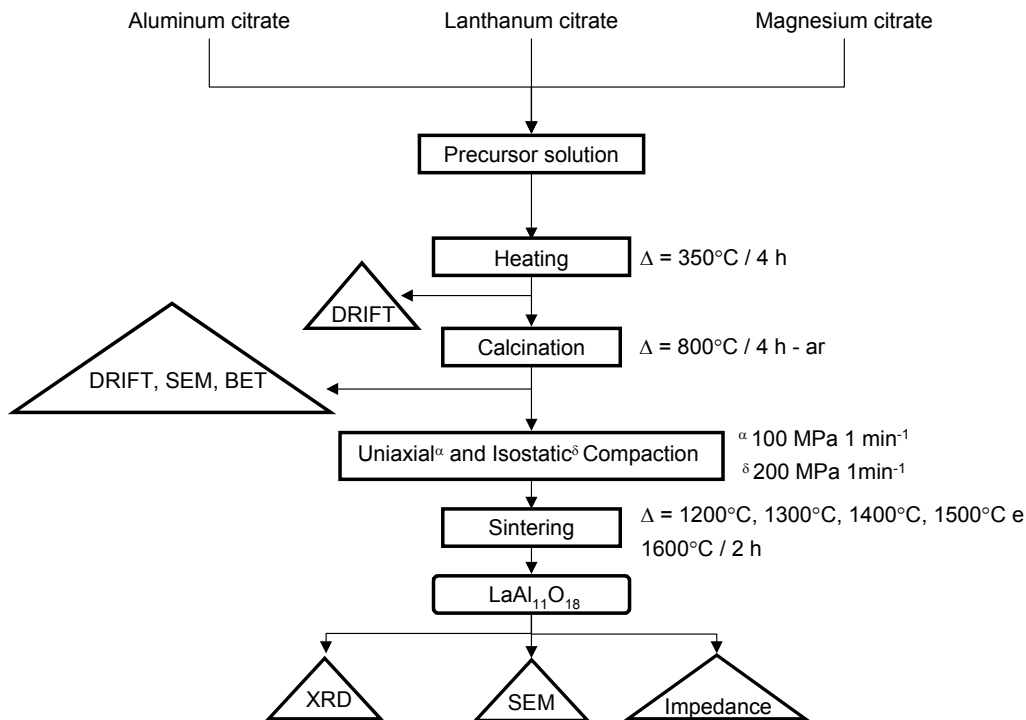 Aluminum citrate
Lanthanum citrate
Magnesium citrate
Precursor solution
Heating
Δ = 350°C / 4 h
DRIFT
Calcination
Δ = 800°C / 4 h - ar
DRIFT, SEM, BET
Uniaxialᵅ and Isostaticᵟ Compaction
ᵅ 100 MPa 1 min⁻¹
ᵟ 200 MPa 1min⁻¹
Sintering
Δ = 1200°C, 1300°C, 1400°C, 1500°C e
1600°C / 2 h
LaAl₁₁O₁₈
XRD
SEM
Impedance